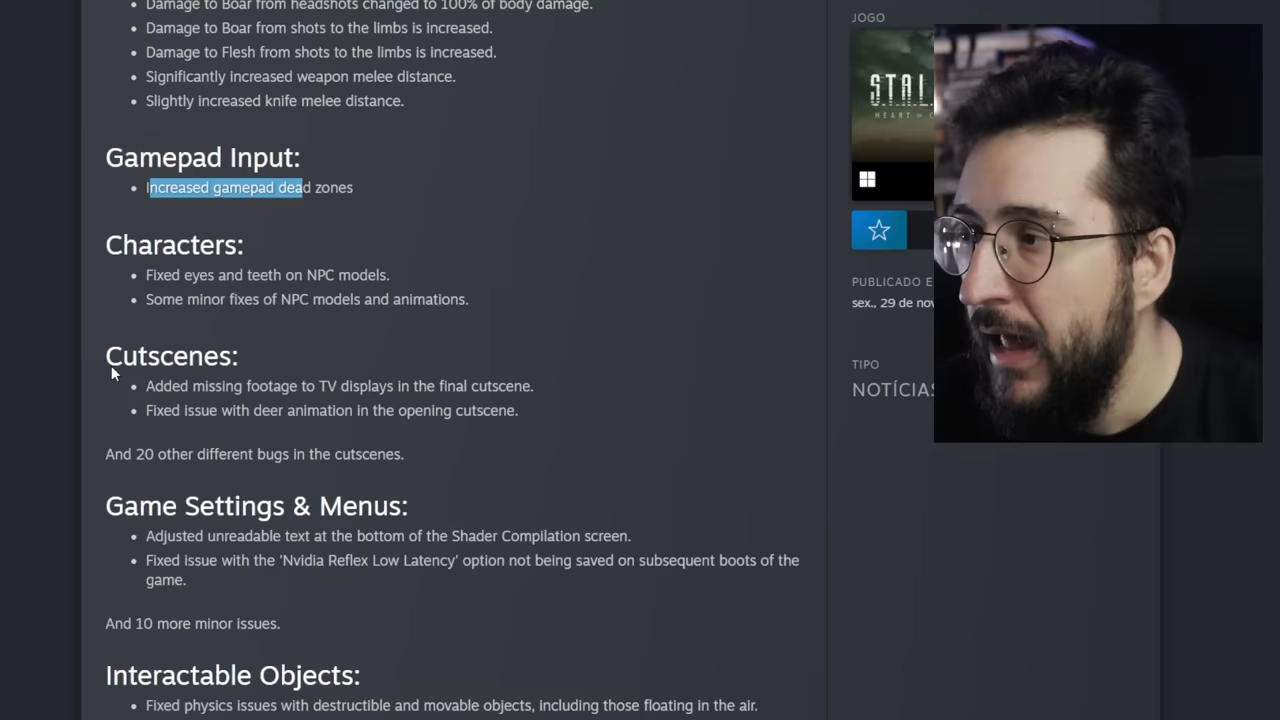 Damage to Boar from headshots changed to 100% of body damage.
Damage to Boar from shots to the limbs is increased.
Damage to Flesh from shots to the limbs is increased.
Significantly increased weapon melee distance.
Slightly increased knife melee distance.
Gamepad Input:
Increased gamepad dead zones
Characters:
Fixed eyes and teeth on NPC models.
Some minor fixes of NPC models and animations.
Cutscenes:
Added missing footage to TV displays in the final cutscene.
Fixed issue with deer animation in the opening cutscene.
And 20 other different bugs in the cutscenes.
Game Settings & Menus:
Adjusted unreadable text at the bottom of the Shader Compilation screen.
Fixed issue with the 'Nvidia Reflex Low Latency' option not being saved on subsequent boots of the
game.
And 10 more minor issues.
Interactable Objects:
Fixed physics issues with destructible and movable objects, including those floating in the air.
JOGO
S.T.A.L.
HEART OF
PUBLICADO E
sex., 29 de nov
TIPO
NOTÍCIAS